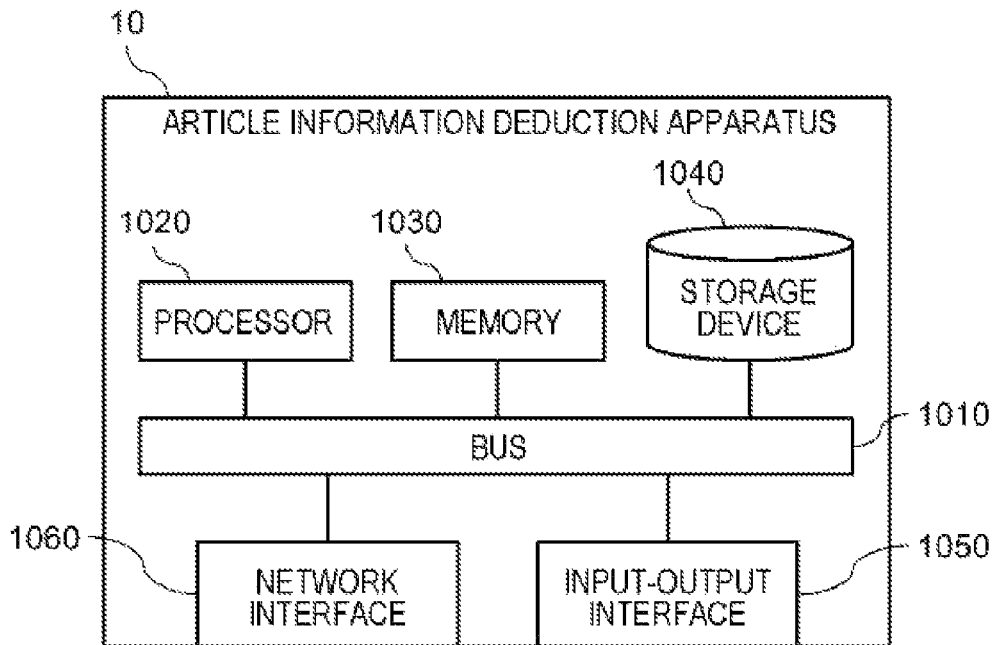 10
ARTICLE INFORMATION DEDUCTION APPARATUS
1040
1020
1030
PROCESSOR
MEMORY
STORAGE
DEVICE
1010
BUS
1060
1050
NETWORK
INTERFACE
INPUT-OUTPUT
INTERFACE